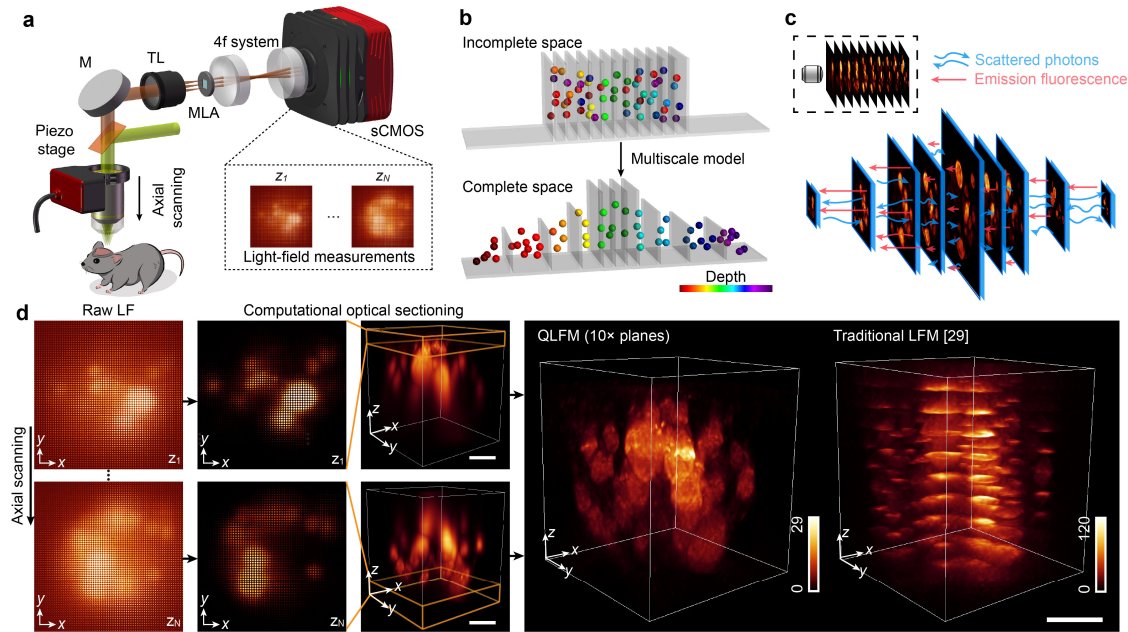 a
M
TL
4f system
MLA
sCMOS
Piezo
stage
Axial
scanning
z1
zN
...
Light-field measurements
b
Incomplete space
Multiscale model
Complete space
Depth
c
Scattered photons
Emission fluorescence
d
Raw LF
Computational optical sectioning
Axial scanning
y
x
z1
y
x
z1
z
x
y
y
x
zN
y
x
zN
z
x
y
QLFM (10× planes)
z
x
y
29
0
Traditional LFM [29]
z
x
y
120
0